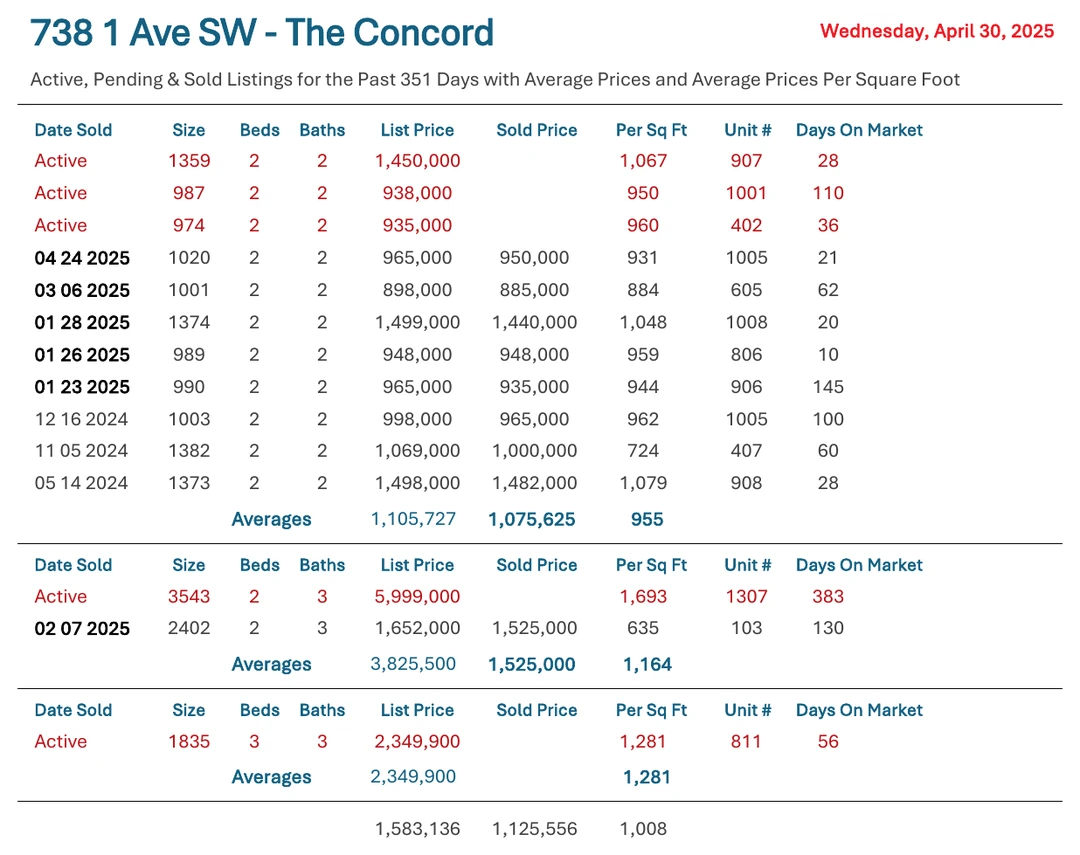 738 1 Ave SW - The Concord
Wednesday, April 30, 2025
Active, Pending & Sold Listings for the Past 351 Days with Average Prices and Average Prices Per Square Foot
Date Sold Size Beds Baths List Price Sold Price Per Sq Ft Unit # Days On Market
Active 1359 2 2 1,450,000 1,067 907 28
Active 987 2 2 938,000 950 1001 110
Active 974 2 2 935,000 960 402 36
04 24 2025 1020 2 2 965,000 950,000 931 1005 21
03 06 2025 1001 2 2 898,000 885,000 884 605 62
01 28 2025 1374 2 2 1,499,000 1,440,000 1,048 1008 20
01 26 2025 989 2 2 948,000 948,000 959 806 10
01 23 2025 990 2 2 965,000 935,000 944 906 145
12 16 2024 1003 2 2 998,000 965,000 962 1005 100
11 05 2024 1382 2 2 1,069,000 1,000,000 724 407 60
05 14 2024 1373 2 2 1,498,000 1,482,000 1,079 908 28
Averages 1,105,727 1,075,625 955
Date Sold Size Beds Baths List Price Sold Price Per Sq Ft Unit # Days On Market
Active 3543 2 3 5,999,000 1,693 1307 383
02 07 2025 2402 2 3 1,652,000 1,525,000 635 103 130
Averages 3,825,500 1,525,000 1,164
Date Sold Size Beds Baths List Price Sold Price Per Sq Ft Unit # Days On Market
Active 1835 3 3 2,349,900 1,281 811 56
Averages 2,349,900 1,281
1,583,136 1,125,556 1,008